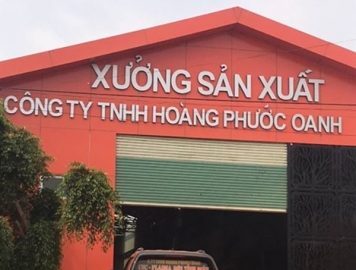 XƯỞNG SẢN XUẤT
CÔNG TY TNHH HOÀNG PHƯỚC OANH